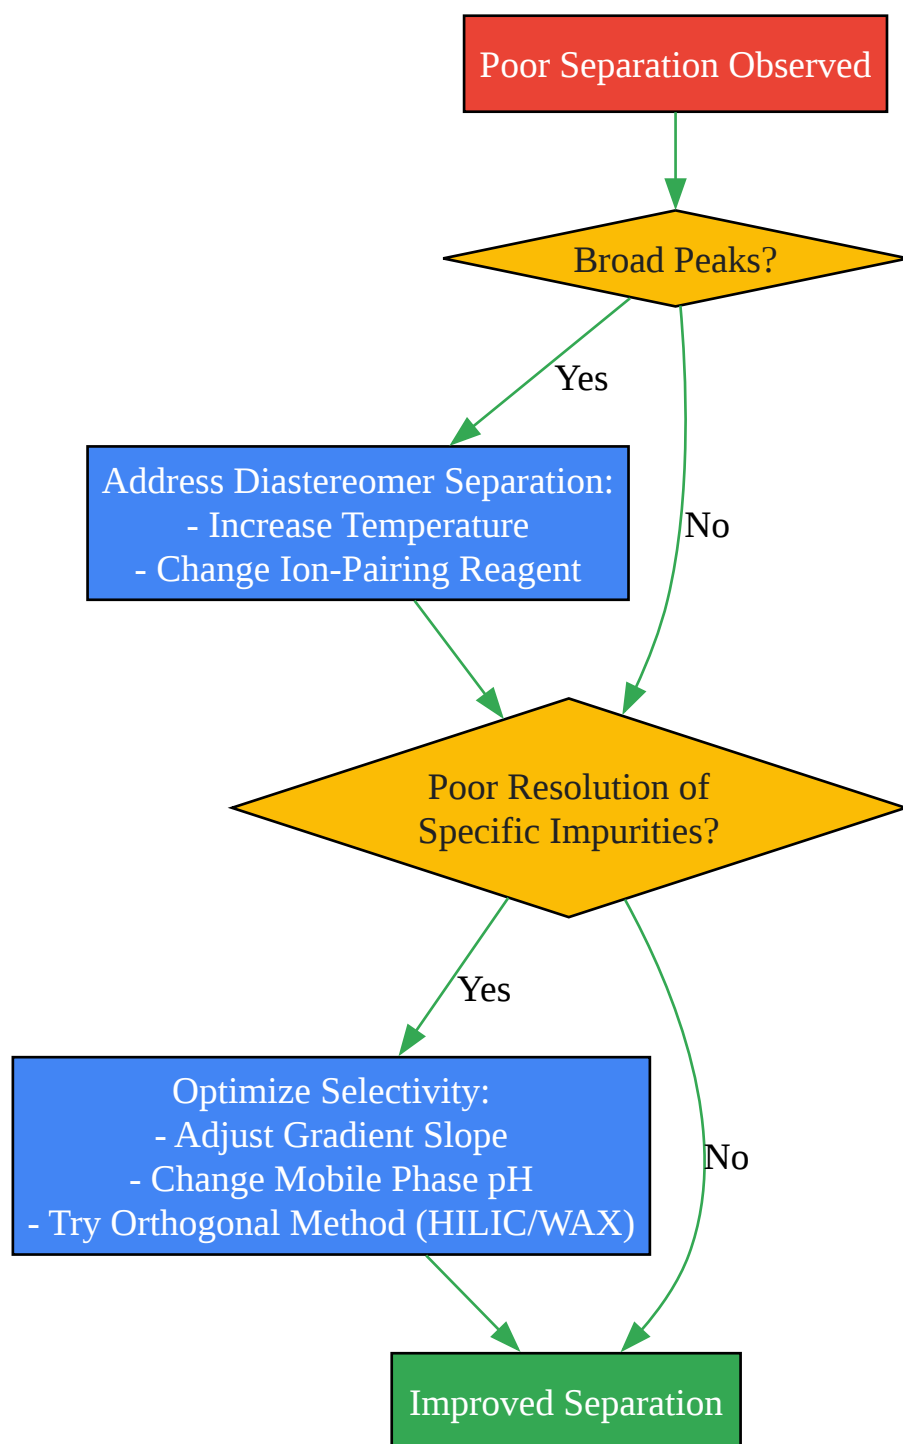 Poor Separation Observed
Broad Peaks?
Yes
Address Diastereomer Separation:
- Increase Temperature
- Change Ion-Pairing Reagent
No
Poor Resolution of
Specific Impurities?
Yes
Optimize Selectivity:
- Adjust Gradient Slope
- Change Mobile Phase pH
- Try Orthogonal Method (HILIC/WAX)
No
Improved Separation